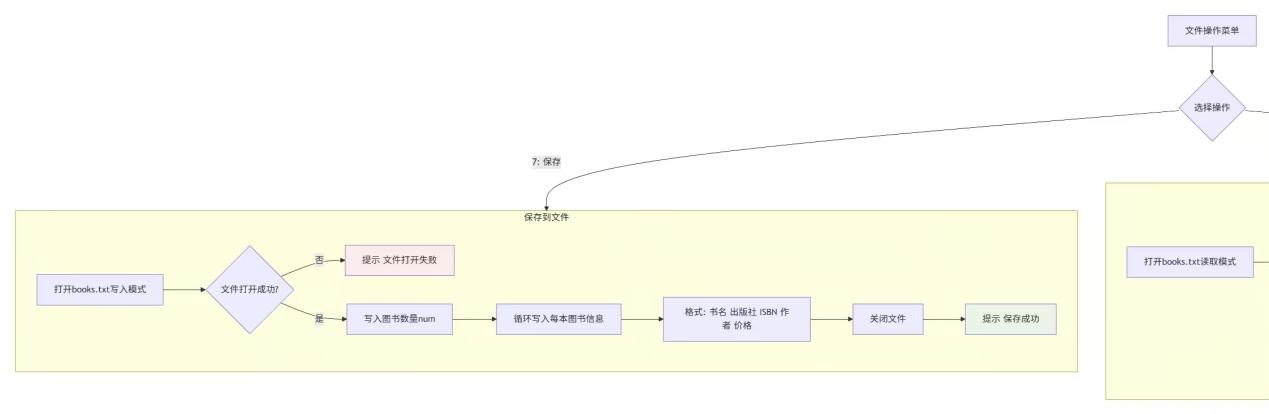 文件操作菜单
选择操作
7: 保存
保存到文件
打开books.txt写入模式
文件打开成功?
否
提示 文件打开失败
是
写入图书数量num
循环写入每本图书信息
格式: 书名 出版社 ISBN 作
者 价格
关闭文件
提示 保存成功
打开books.txt读取模式